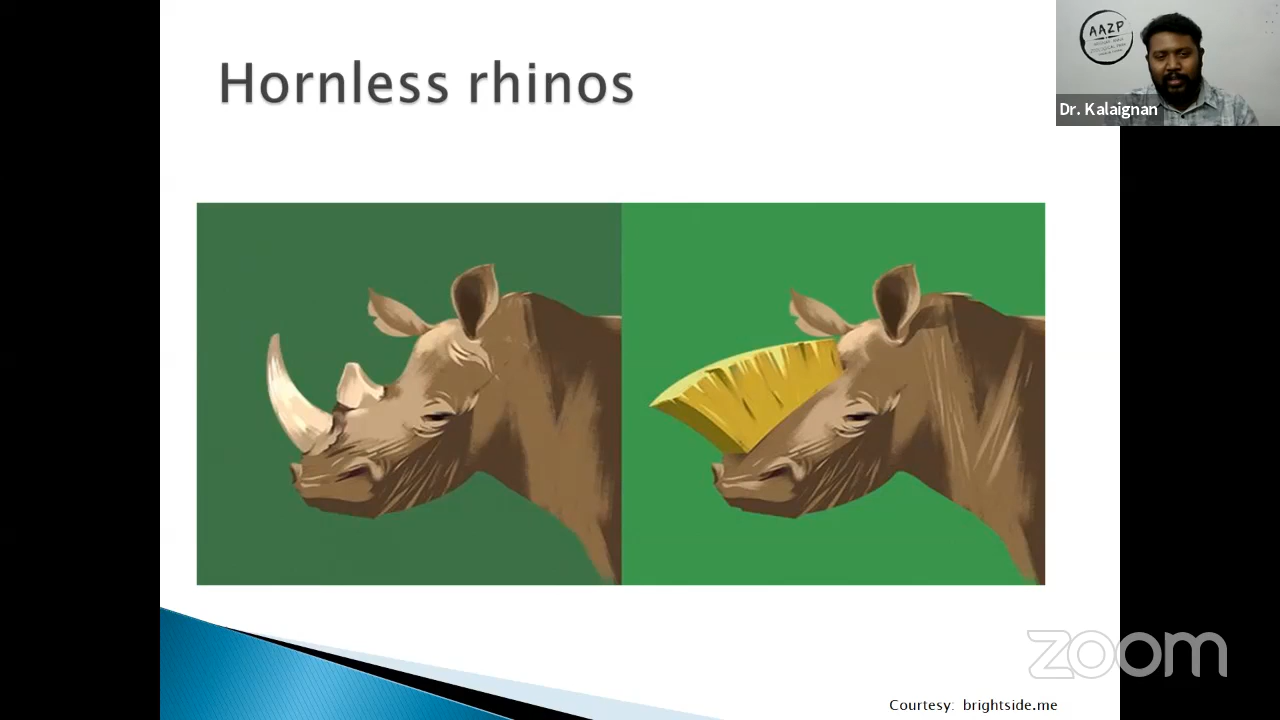 Hornless rhinos
AAZP
Dr. Kalaignan
zoom
Courtesy: brightside.me